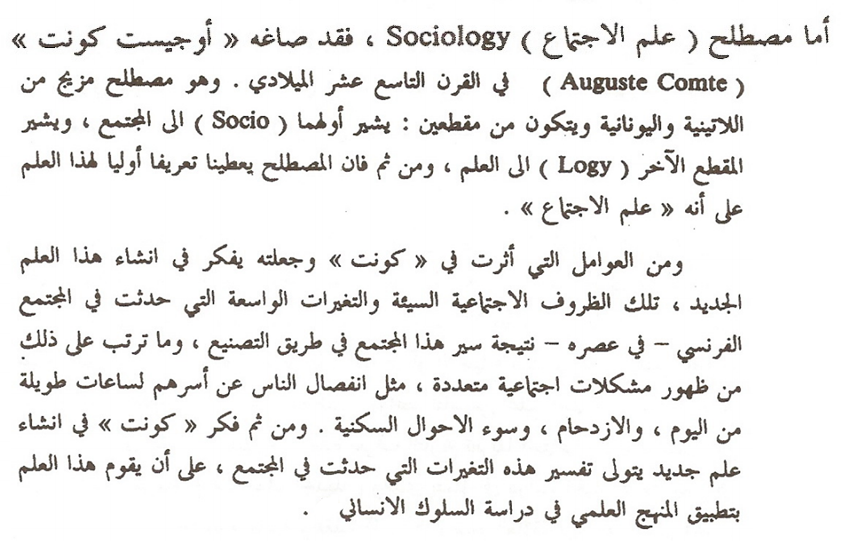 أما مصطلح ( علم الاجتماع ) Sociology ، فقد صاغه « أوجيست كونت »
( Auguste Comte ) في القرن التاسع عشر الميلادي . وهو مصطلح مزيج من
اللاتينية واليونانية ويتكون من مقطعين : يشير أولهما ( Socio ) الى المجتمع ، ويشير
المقطع الآخر ( Logy ) الى العلم ، ومن ثم فان المصطلح يعطينا تعريفا أوليا لهذا العلم
على أنه « علم الاجتماع » .
ومن العوامل التي أثرت في « كونت » وجعلته يفكر في انشاء هذا العلم
الجديد ، تلك الظروف الاجتماعية السيئة والتغيرات الواسعة التي حدثت في المجتمع
الفرنسي – في عصره – نتيجة سير هذا المجتمع في طريق التصنيع ، وما ترتب على ذلك
من ظهور مشكلات اجتماعية متعددة ، مثل انفصال الناس عن أسرهم لساعات طويلة
من اليوم ، والازدحام ، وسوء الاحوال السكنية . ومن ثم فكر « كونت » في انشاء
علم جديد يتولى تفسير هذه التغيرات التي حدثت في المجتمع ، على أن يقوم هذا العلم
بتطبيق المنهج العلمي في دراسة السلوك الانساني .